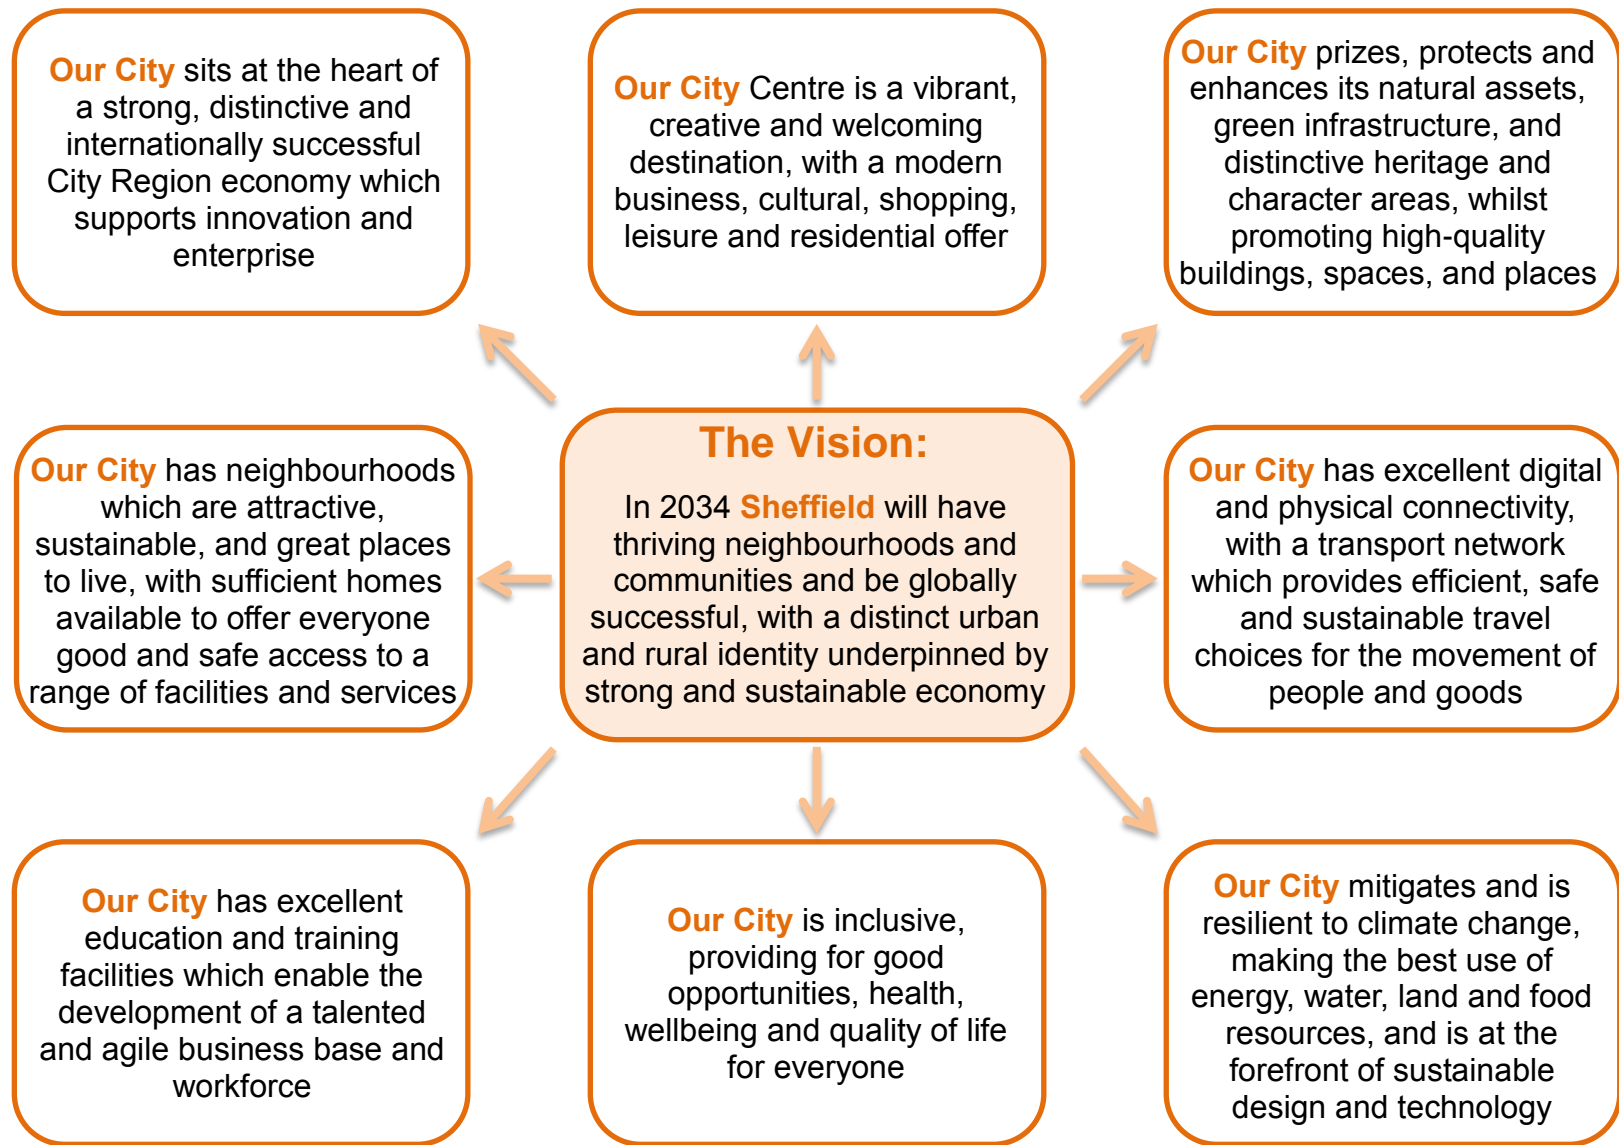 Our City sits at the heart of
a strong, distinctive and
internationally successful
City Region economy which
supports innovation and
enterprise
Our City Centre is a vibrant,
creative and welcoming
destination, with a modern
business, cultural, shopping,
leisure and residential offer
Our City prizes, protects and
enhances its natural assets,
green infrastructure, and
distinctive heritage and
character areas, whilst
promoting high-quality
buildings, spaces, and places
Our City has neighbourhoods
which are attractive,
sustainable, and great places
to live, with sufficient homes
available to offer everyone
good and safe access to a
range of facilities and services
The Vision:
In 2034 Sheffield will have
thriving neighbourhoods and
communities and be globally
successful, with a distinct urban
and rural identity underpinned by
strong and sustainable economy
Our City has excellent digital
and physical connectivity,
with a transport network
which provides efficient, safe
and sustainable travel
choices for the movement of
people and goods
Our City has excellent
education and training
facilities which enable the
development of a talented
and agile business base and
workforce
Our City is inclusive,
providing for good
opportunities, health,
wellbeing and quality of life
for everyone
Our City mitigates and is
resilient to climate change,
making the best use of
energy, water, land and food
resources, and is at the
forefront of sustainable
design and technology